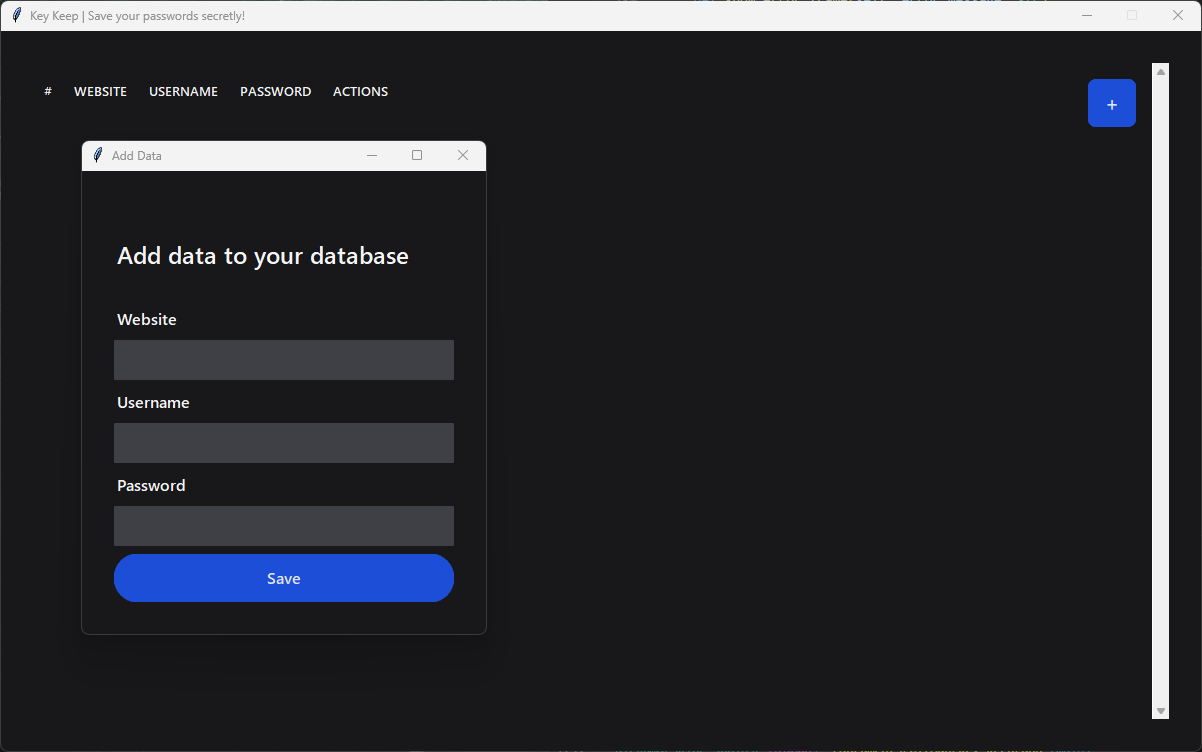 Key Keep | Save your passwords secretly!
# WEBSITE USERNAME PASSWORD ACTIONS
+
Add Data
Add data to your database
Website
Username
Password
Save